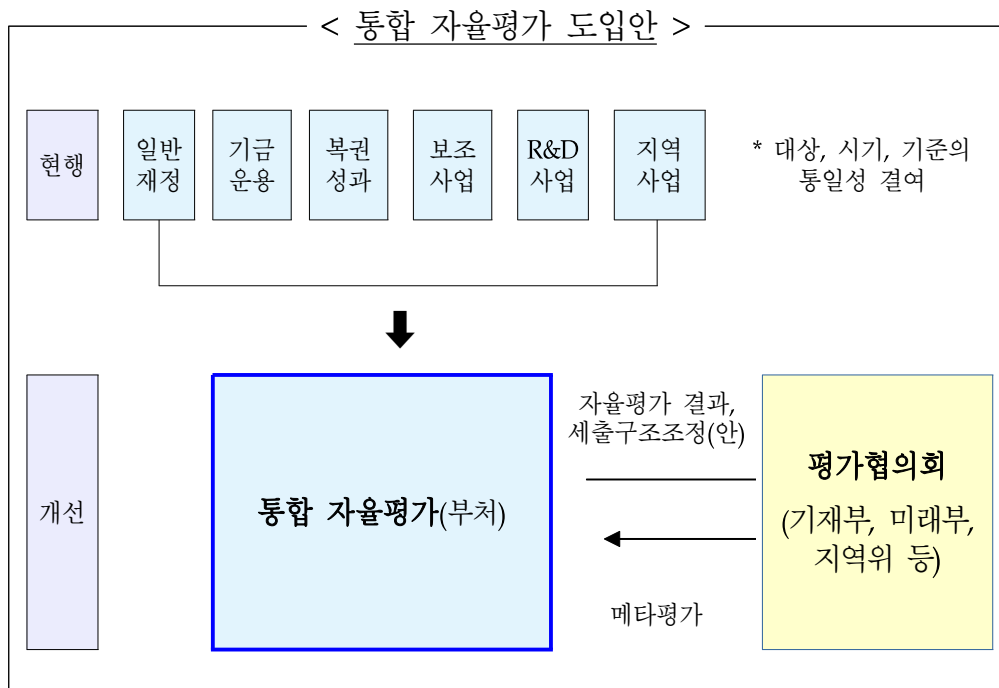 < 통합 자율평가 도입안 >
현행
일반
재정
기금
운용
복권
성과
보조
사업
R&D
사업
지역
사업
* 대상, 시기, 기준의
통일성 결여
개선
통합 자율평가(부처)
자율평가 결과,
세출구조조정(안)
메타평가
평가협의회
(기재부, 미래부,
지역위 등)